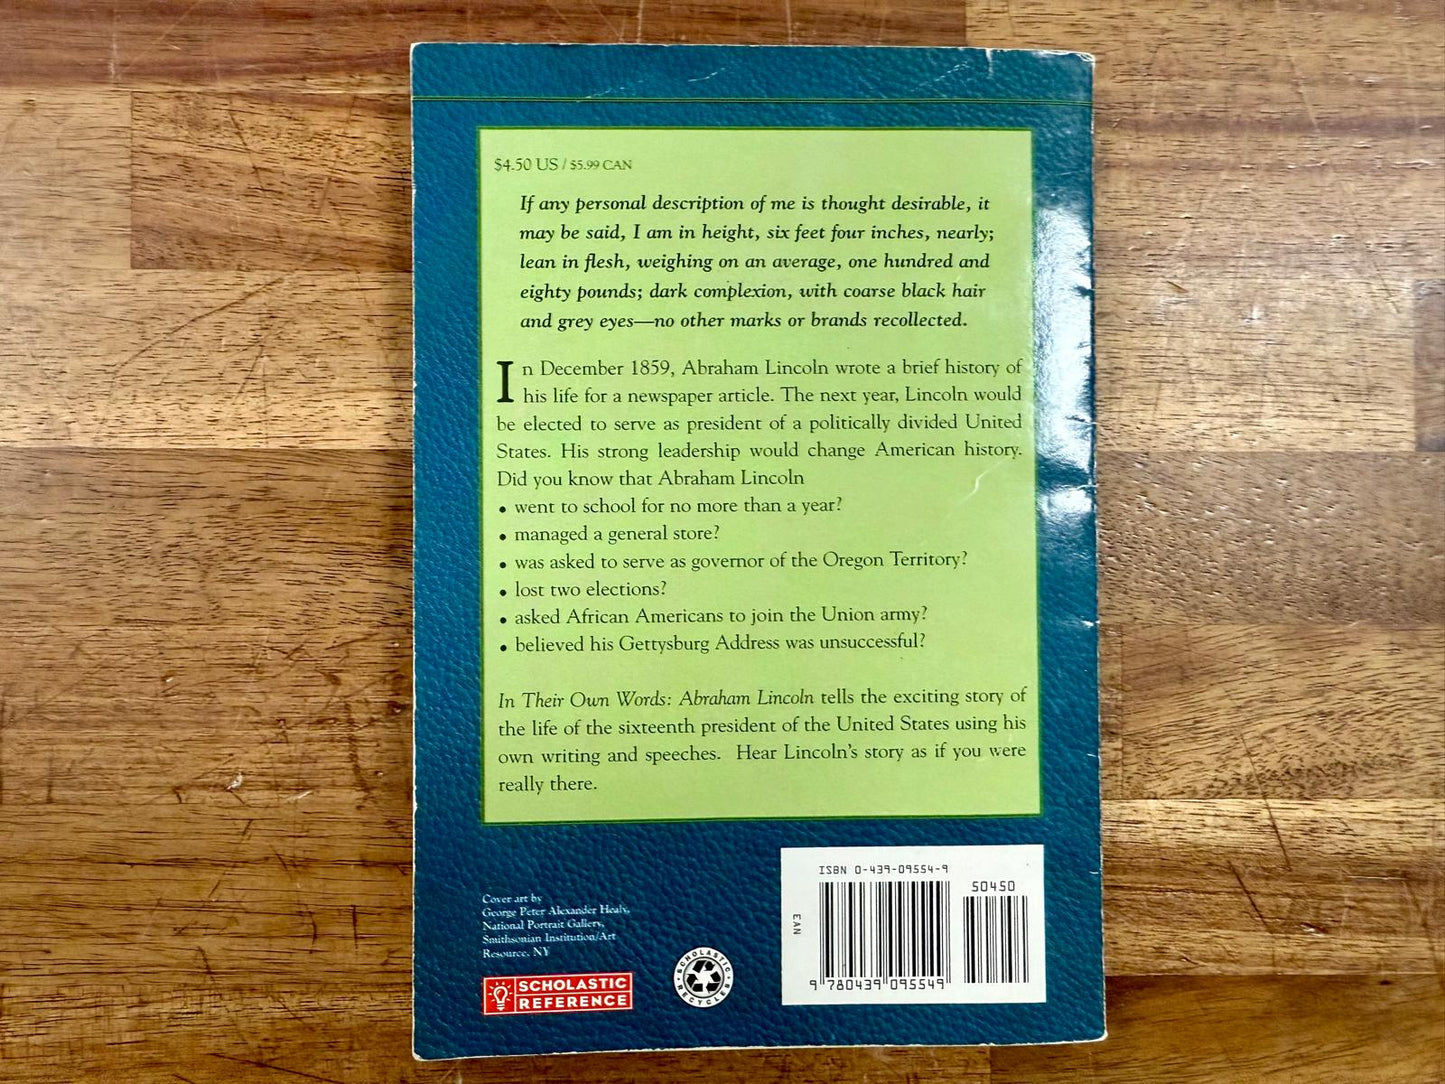 $4.50 US / $5.99 CAN
If any personal description of me is thought desirable, it
may be said, I am in height, six feet four inches, nearly;
lean in flesh, weighing on an average, one hundred and
eighty pounds; dark complexion, with coarse black hair
and grey eyes—no other marks or brands recollected.
In December 1859, Abraham Lincoln wrote a brief history of
his life for a newspaper article. The next year, Lincoln would
be elected to serve as president of a politically divided United
States. His strong leadership would change American history.
Did you know that Abraham Lincoln
• went to school for no more than a year?
• managed a general store?
• was asked to serve as governor of the Oregon Territory?
• lost two elections?
• asked African Americans to join the Union army?
• believed his Gettysburg Address was unsuccessful?
In Their Own Words: Abraham Lincoln tells the exciting story of
the life of the sixteenth president of the United States using his
own writing and speeches. Hear Lincoln's story as if you were
really there.
Cover art by
George Peter Alexander Healy,
National Portrait Gallery,
Smithsonian Institution/Art
Resource, NY
SCHOLASTIC
REFERENCE
SCHOLASTIC
RECYCLES
ISBN 0-439-09554-9
50450
EAN
9 780439 095549